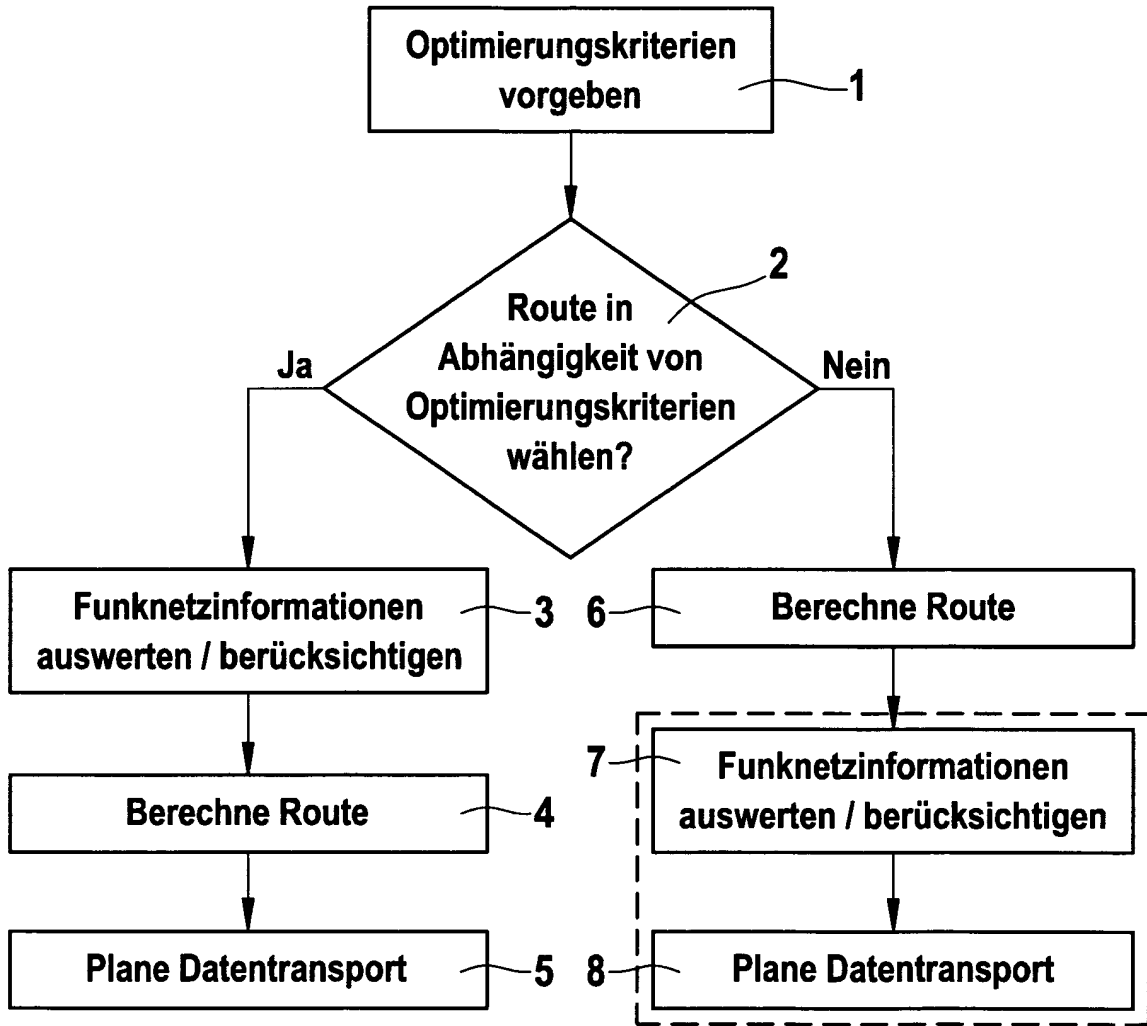 Optimierungskriterien
vorgeben
1
2
Route in
Abhängigkeit von
Optimierungskriterien
wählen?
Ja
Nein
Funknetzinformationen
auswerten / berücksichtigen
3
6
Berechne Route
Berechne Route
4
7
Funknetzinformationen
auswerten / berücksichtigen
Plane Datentransport
5
8
Plane Datentransport